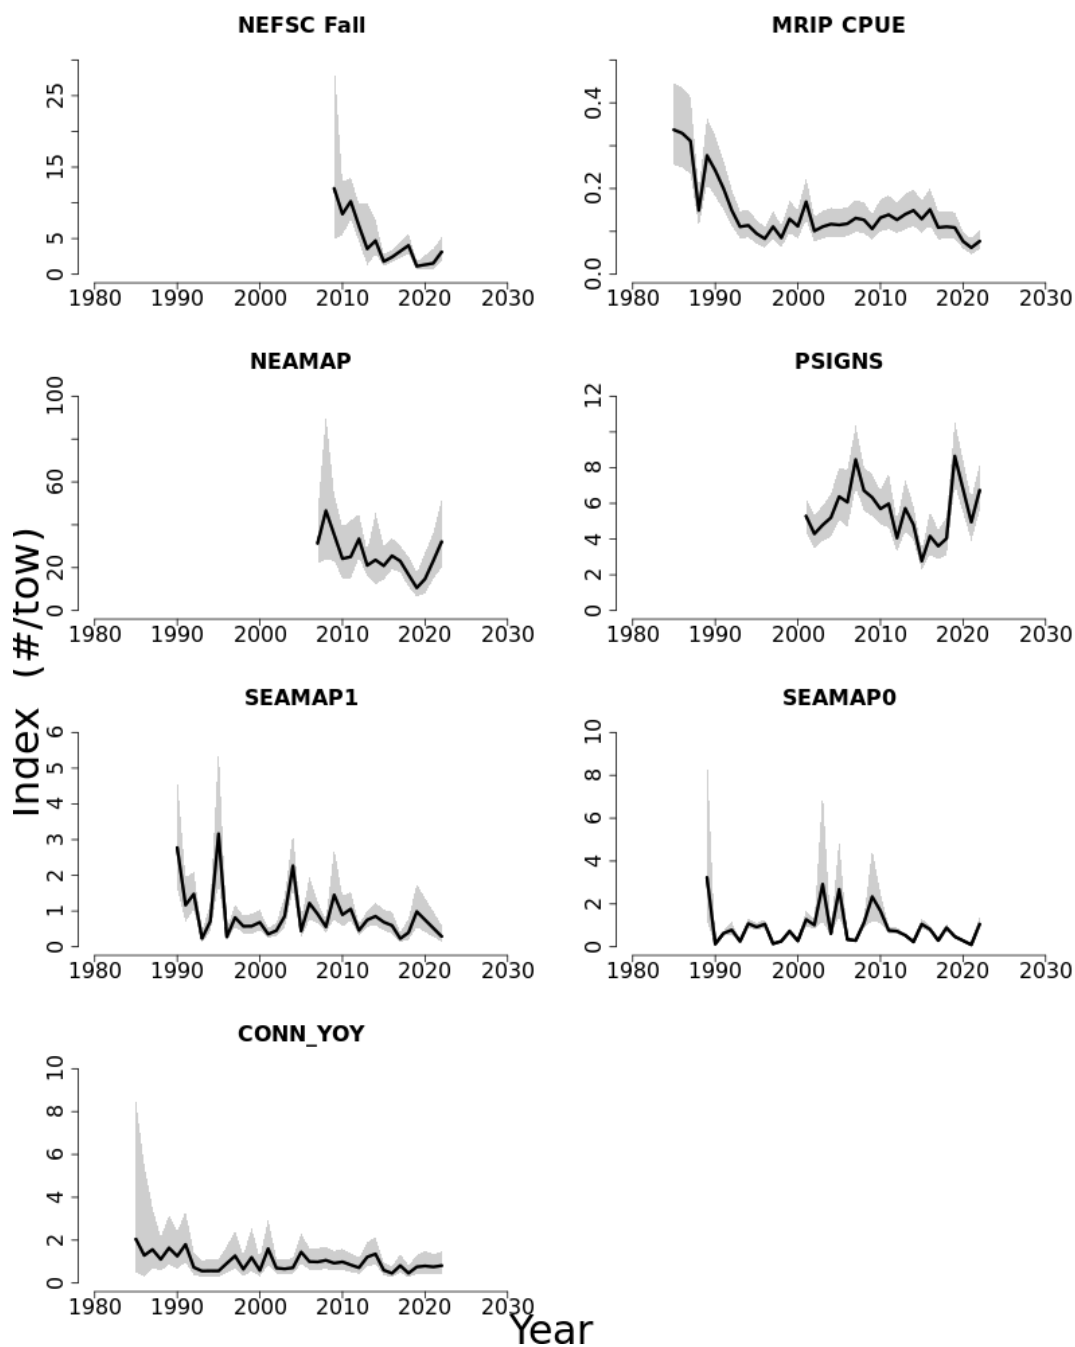 NEFSC Fall
0 5 15 25
1980 1990 2000 2010 2020 2030
MRIP CPUE
0.0 0.2 0.4
1980 1990 2000 2010 2020 2030
NEAMAP
0 20 60 100
1980 1990 2000 2010 2020 2030
PSIGNS
0 2 4 6 8 12
1980 1990 2000 2010 2020 2030
Index (#/tow)
SEAMAP1
0 1 2 3 4 5 6
1980 1990 2000 2010 2020 2030
SEAMAP0
0 2 4 6 8 10
1980 1990 2000 2010 2020 2030
CONN_YOY
0 2 4 6 8 10
1980 1990 2000 2010 2020 2030
Year